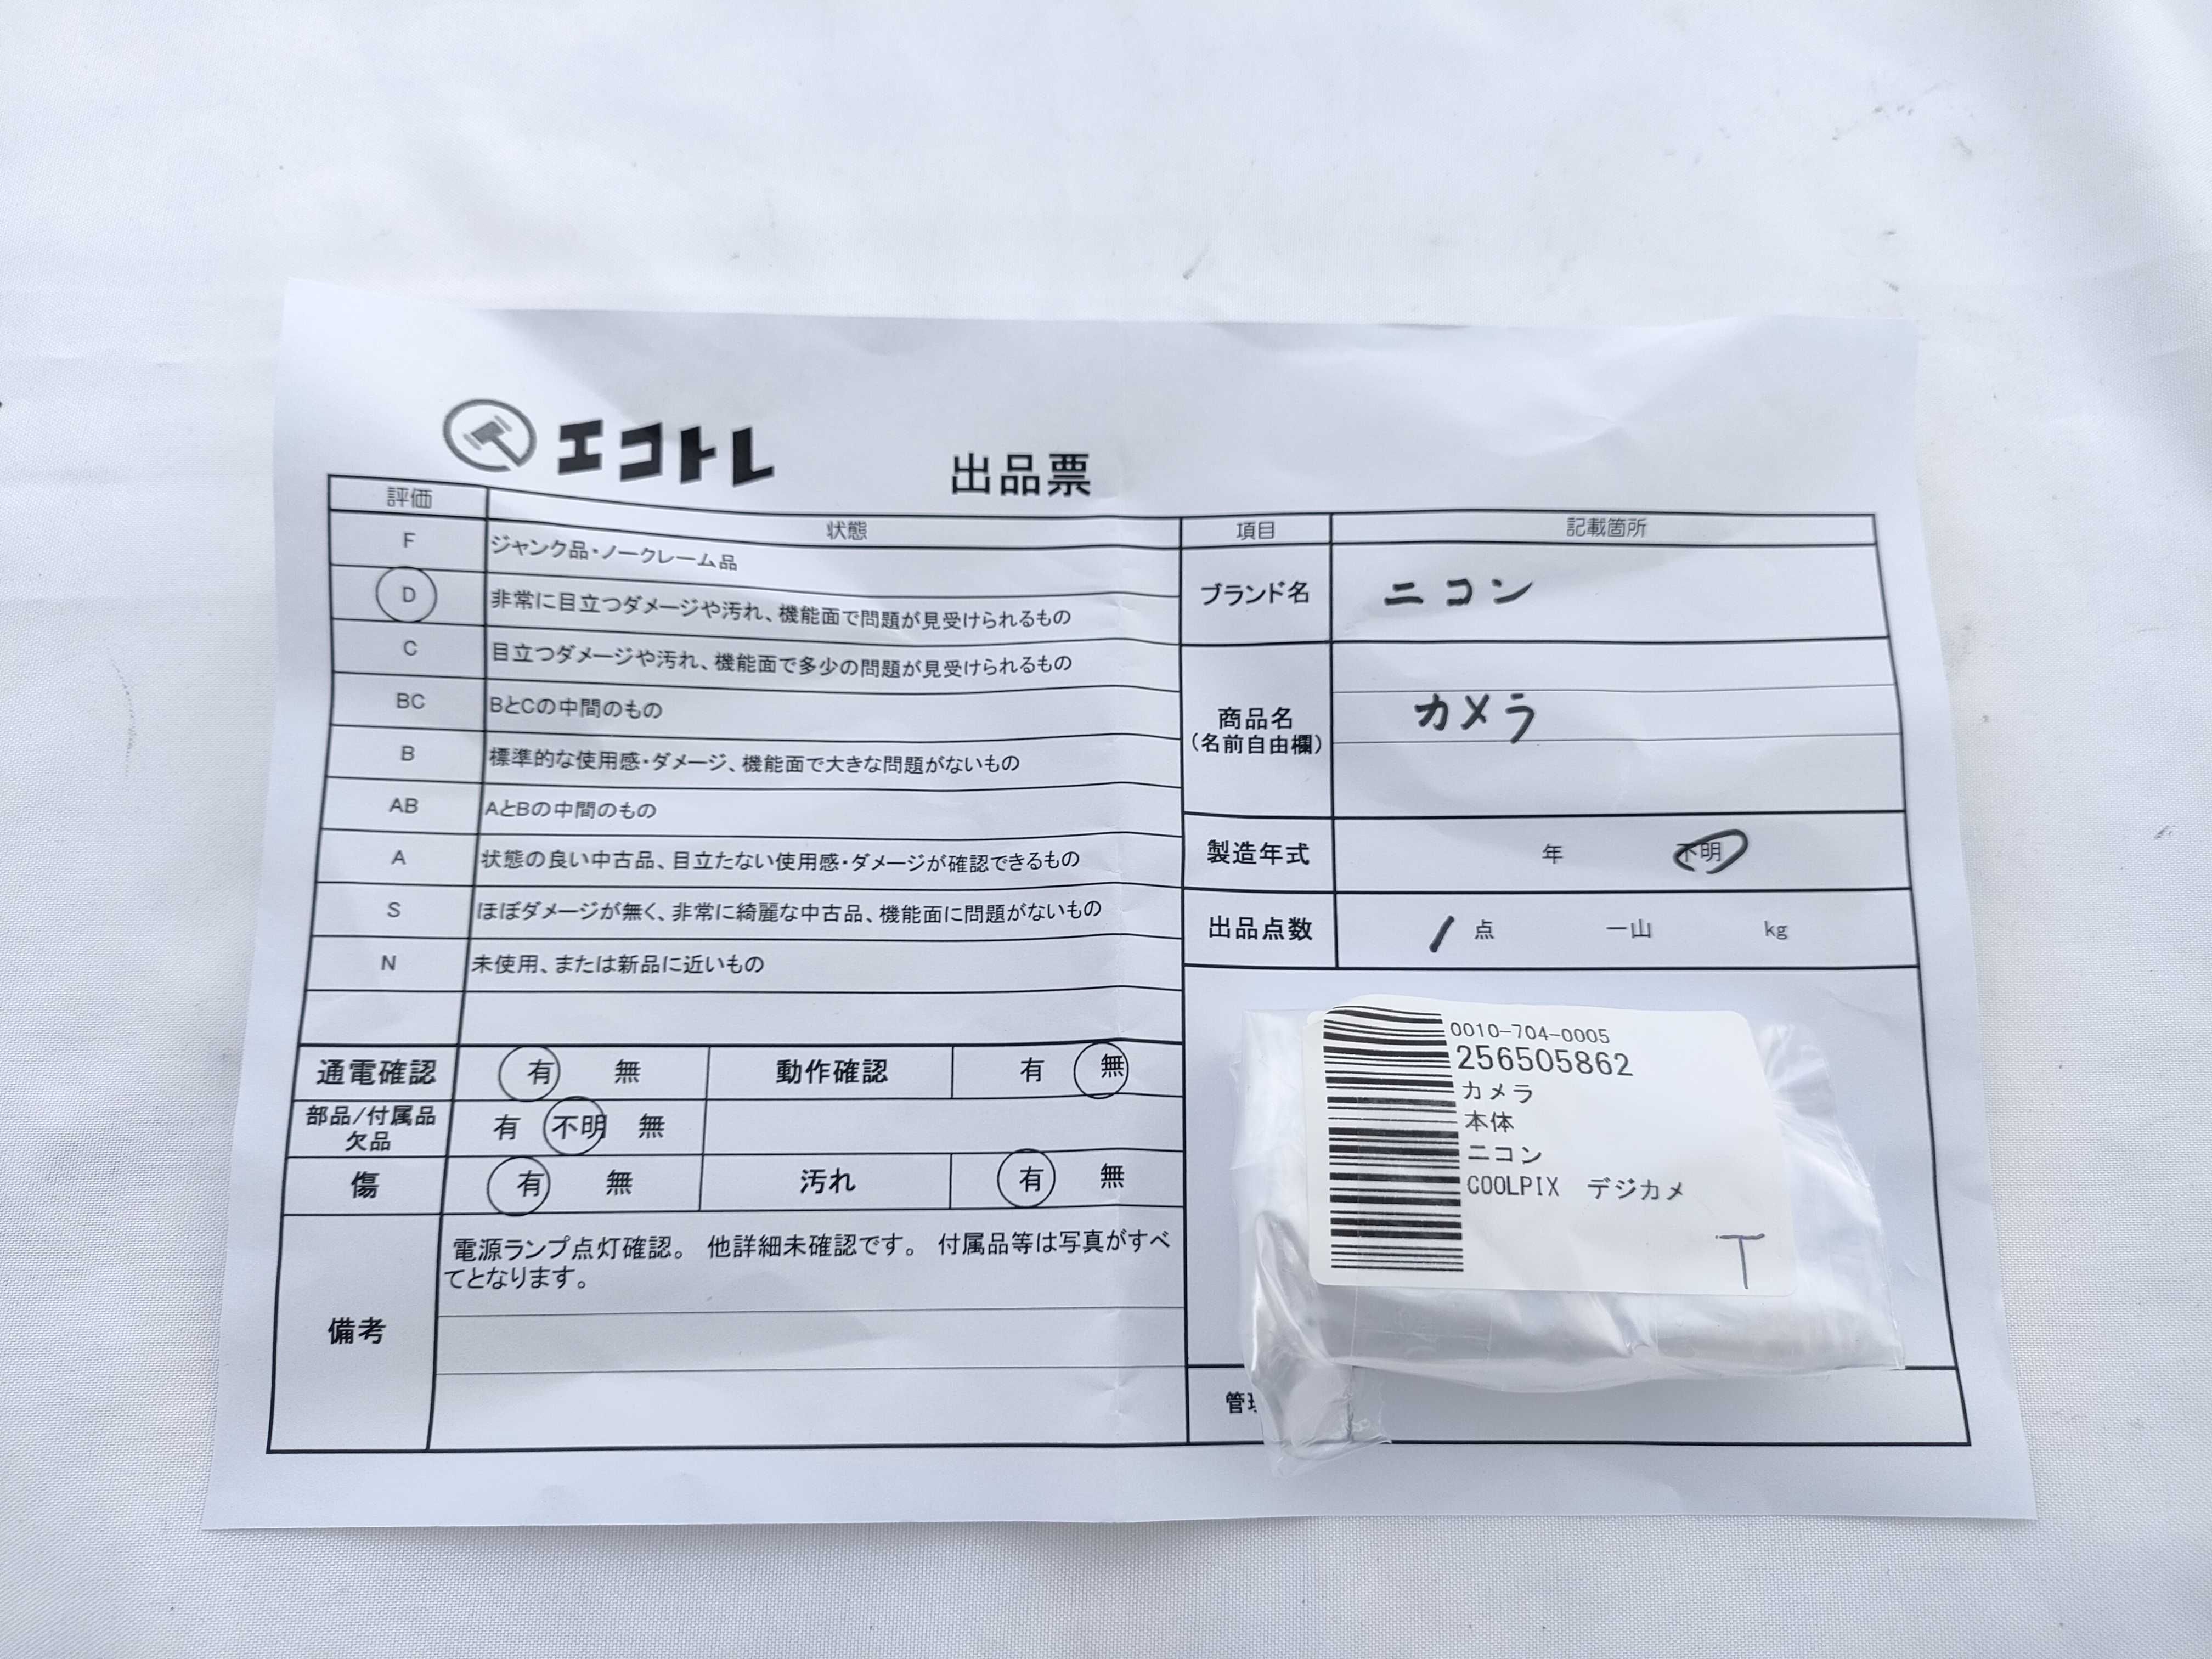 エコトレ
出品票
評価 状態
F ジャンク品・ノークレーム品
D 非常に目立つダメージや汚れ、機能面で問題が見受けられるもの
C 目立つダメージや汚れ、機能面で多少の問題が見受けられるもの
BC BとCの中間のもの
B 標準的な使用感・ダメージ、機能面で大きな問題がないもの
AB AとBの中間のもの
A 状態の良い中古品、目立たない使用感・ダメージが確認できるもの
S ほぼダメージが無く、非常に綺麗な中古品、機能面に問題がないもの
N 未使用、または新品に近いもの
通電確認 有 無 動作確認 有 無
部品/付属品
欠品 有 不明 無
傷 有 無 汚れ 有 無
備考
電源ランプ点灯確認。 他詳細未確認です。 付属品等は写真がすべ
てとなります。
項目 記載箇所
ブランド名 ニコン
商品名
(名前自由欄) カメラ
製造年式 年 不明
出品点数 1 点 一山 kg
0010-704-0005
256505862
カメラ
本体
ニコン
COOLPIX デジカメ
T
管